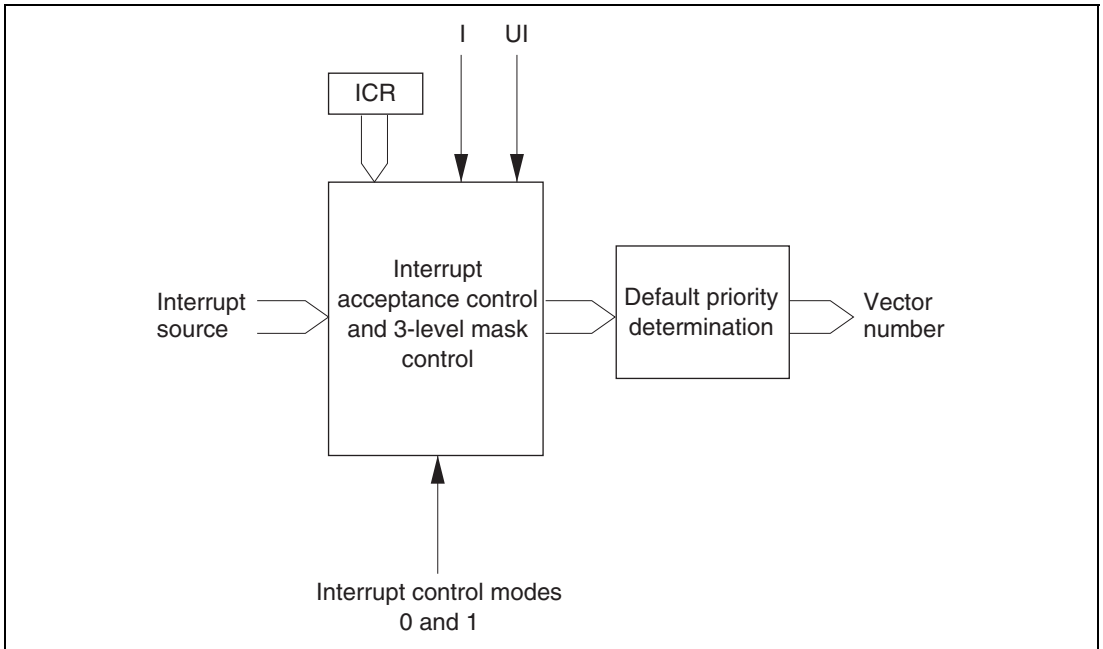 I
UI
ICR
Interrupt
acceptance control
and 3-level mask
control
Interrupt
source
Default priority
determination
Vector
number
Interrupt control modes
0 and 1